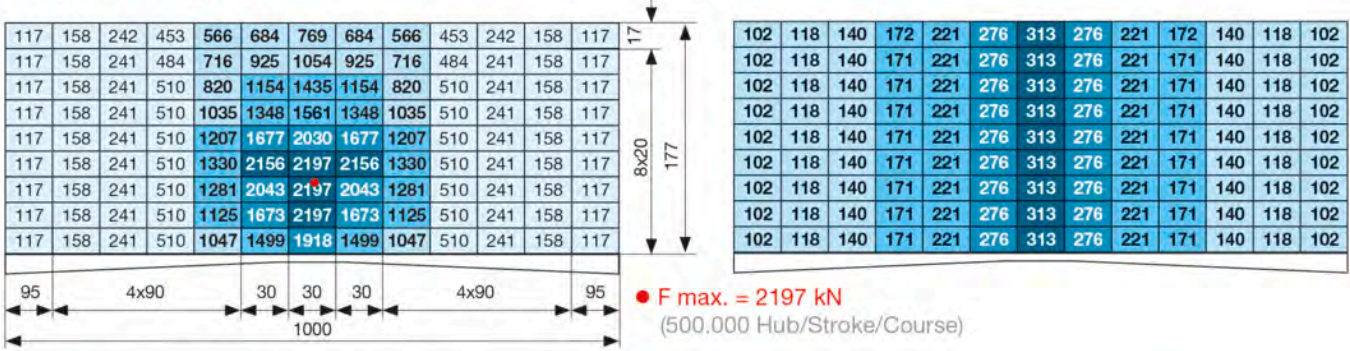 117 158 242 453 566 684 769 684 566 453 242 158 117
117 158 241 484 716 925 1054 925 716 484 241 158 117
117 158 241 510 820 1154 1435 1154 820 510 241 158 117
117 158 241 510 1035 1348 1561 1348 1035 510 241 158 117
117 158 241 510 1207 1677 2030 1677 1207 510 241 158 117
117 158 241 510 1330 2156 2197 2156 1330 510 241 158 117
117 158 241 510 1281 2043 2197 2043 1281 510 241 158 117
117 158 241 510 1125 1673 2197 1673 1125 510 241 158 117
117 158 241 510 1047 1499 1918 1499 1047 510 241 158 117
17
8x20
177
95 4x90 30 30 30 4x90 95
1000
102 118 140 172 221 276 313 276 221 172 140 118 102
102 118 140 171 221 276 313 276 221 171 140 118 102
102 118 140 171 221 276 313 276 221 171 140 118 102
102 118 140 171 221 276 313 276 221 171 140 118 102
102 118 140 171 221 276 313 276 221 171 140 118 102
102 118 140 171 221 276 313 276 221 171 140 118 102
102 118 140 171 221 276 313 276 221 171 140 118 102
102 118 140 171 221 276 313 276 221 171 140 118 102
102 118 140 171 221 276 313 276 221 171 140 118 102
F max. = 2197 kN
(500.000 Hub/Stroke/Course)